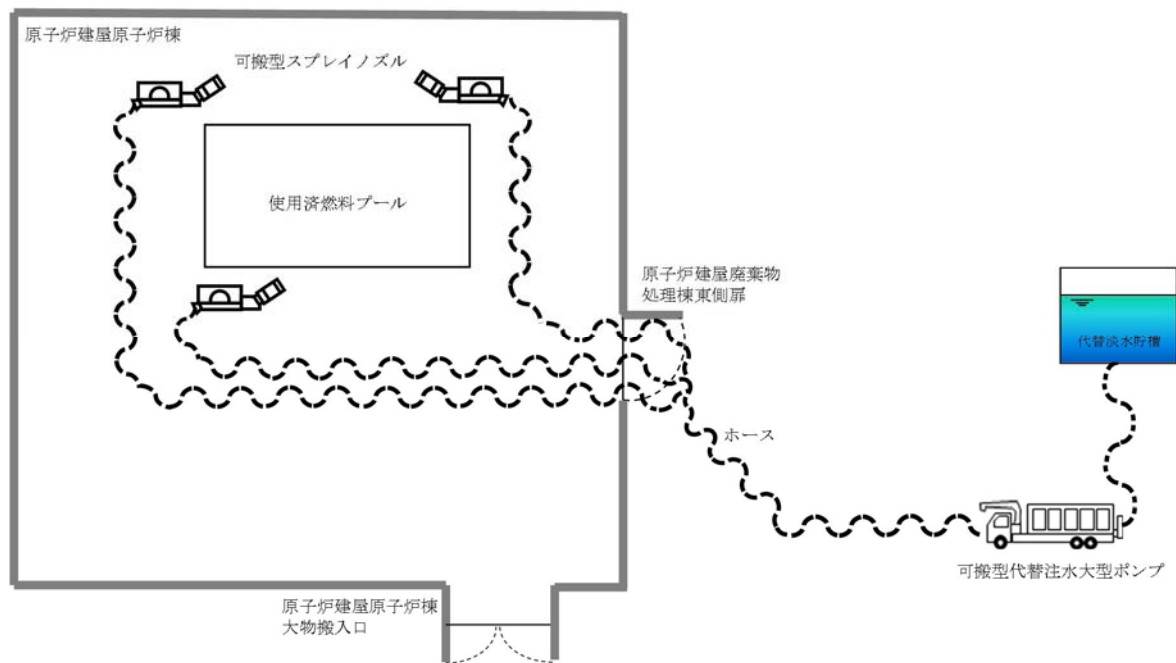 原子炉建屋原子炉棟
可搬型スプレイノズル
使用済燃料プール
原子炉建屋廃棄物
処理棟東側扉
代替淡水貯槽
ホース
可搬型代替注水大型ポンプ
原子炉建屋原子炉棟
大物搬入口